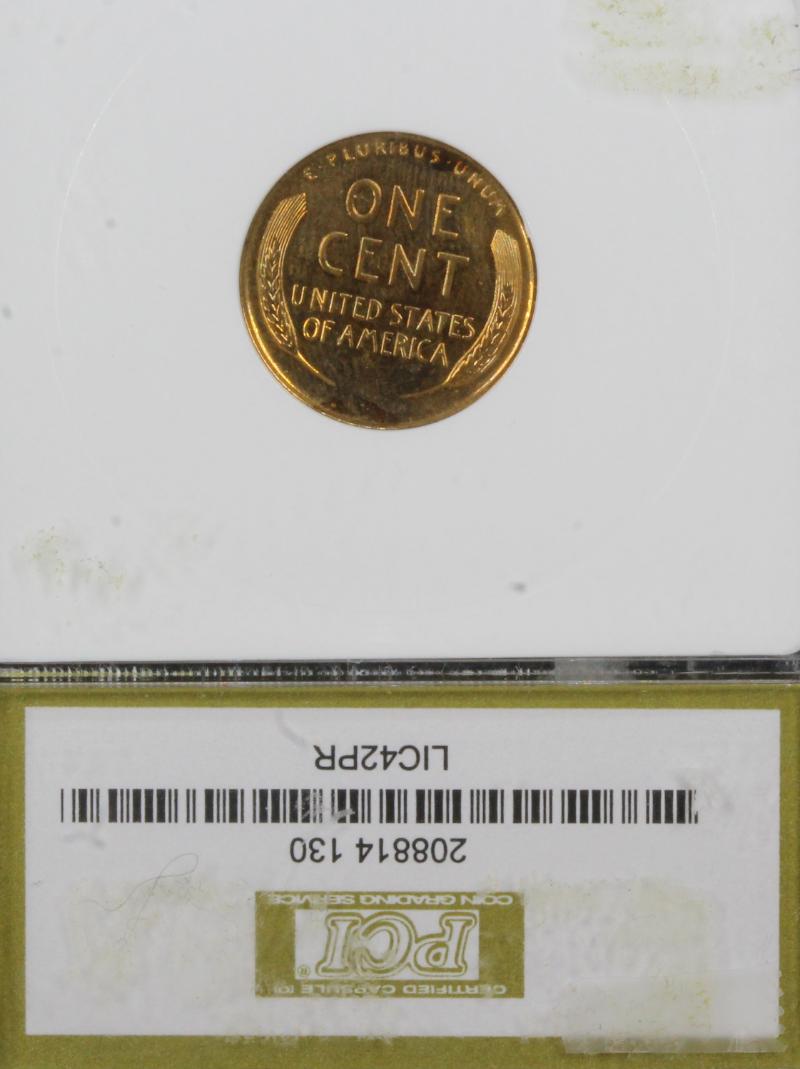 E·PLURIBUS·UNUM
ONE
CENT
UNITED STATES
OF AMERICA
CERTIFIED CAPSULE
PCI®
COIN GRADING SERVICE
208814 130
LIC42PR